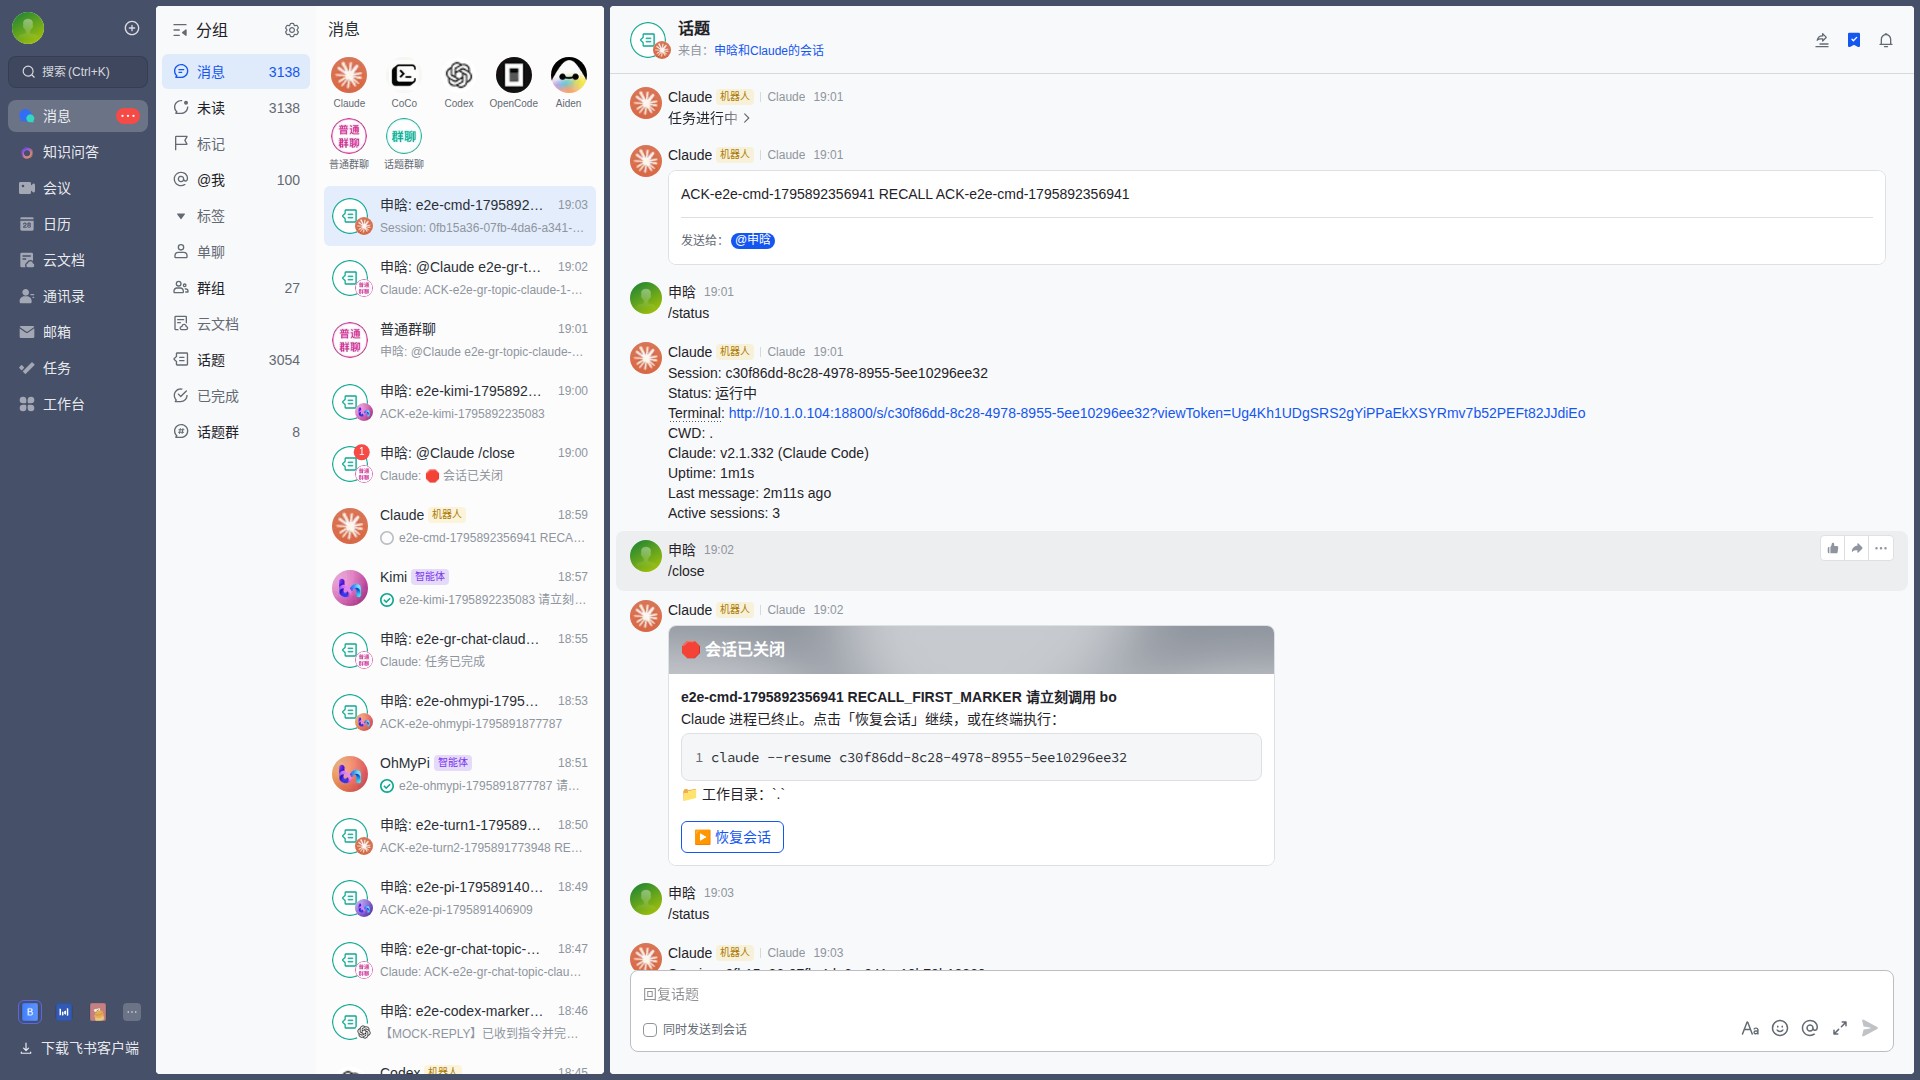 搜索 (Ctrl+K)
消息
知识问答
会议
日历
云文档
通讯录
邮箱
任务
工作台
下载飞书客户端
分组
消息 3138
未读 3138
标记
@我 100
标签
单聊
群组 27
云文档
话题 3054
已完成
话题群 8
消息
Claude
CoCo
Codex
OpenCode
Aiden
普通群聊
普通群聊
群聊
话题群聊
申晗: e2e-cmd-1795892... 19:03
Session: 0fb15a36-07fb-4da6-a341-...
申晗: @Claude e2e-gr-t... 19:02
Claude: ACK-e2e-gr-topic-claude-1-...
普通群聊
普通群聊 19:01
申晗: @Claude e2e-gr-topic-claude-...
申晗: e2e-kimi-1795892... 19:00
ACK-e2e-kimi-1795892235083
1
申晗: @Claude /close 19:00
Claude: 🛑 会话已关闭
Claude 机器人 18:59
e2e-cmd-1795892356941 RECA...
Kimi 智能体 18:57
e2e-kimi-1795892235083 请立刻...
申晗: e2e-gr-chat-claud... 18:55
Claude: 任务已完成
申晗: e2e-ohmypi-1795... 18:53
ACK-e2e-ohmypi-1795891877787
OhMyPi 智能体 18:51
e2e-ohmypi-1795891877787 请...
申晗: e2e-turn1-179589... 18:50
ACK-e2e-turn2-1795891773948 RE...
申晗: e2e-pi-179589140... 18:49
ACK-e2e-pi-1795891406909
申晗: e2e-gr-chat-topic-... 18:47
Claude: ACK-e2e-gr-chat-topic-clau...
申晗: e2e-codex-marker... 18:46
【MOCK-REPLY】已收到指令并完...
Codex 机器人 18:45
话题
来自：申晗和Claude的会话
Claude 机器人 | Claude 19:01
任务进行中
Claude 机器人 | Claude 19:01
ACK-e2e-cmd-1795892356941 RECALL ACK-e2e-cmd-1795892356941
发送给： @申晗
申晗 19:01
/status
Claude 机器人 | Claude 19:01
Session: c30f86dd-8c28-4978-8955-5ee10296ee32
Status: 运行中
Terminal: http://10.1.0.104:18800/s/c30f86dd-8c28-4978-8955-5ee10296ee32?viewToken=Ug4Kh1UDgSRS2gYiPPaEkXSYRmv7b52PEFt82JJdiEo
CWD: .
Claude: v2.1.332 (Claude Code)
Uptime: 1m1s
Last message: 2m11s ago
Active sessions: 3
申晗 19:02
/close
Claude 机器人 | Claude 19:02
🛑 会话已关闭
e2e-cmd-1795892356941 RECALL_FIRST_MARKER 请立刻调用 bo
Claude 进程已终止。点击「恢复会话」继续，或在终端执行：
1 claude --resume c30f86dd-8c28-4978-8955-5ee10296ee32
📁 工作目录：`.`
▶️ 恢复会话
申晗 19:03
/status
Claude 机器人 | Claude 19:03
回复话题
同时发送到会话